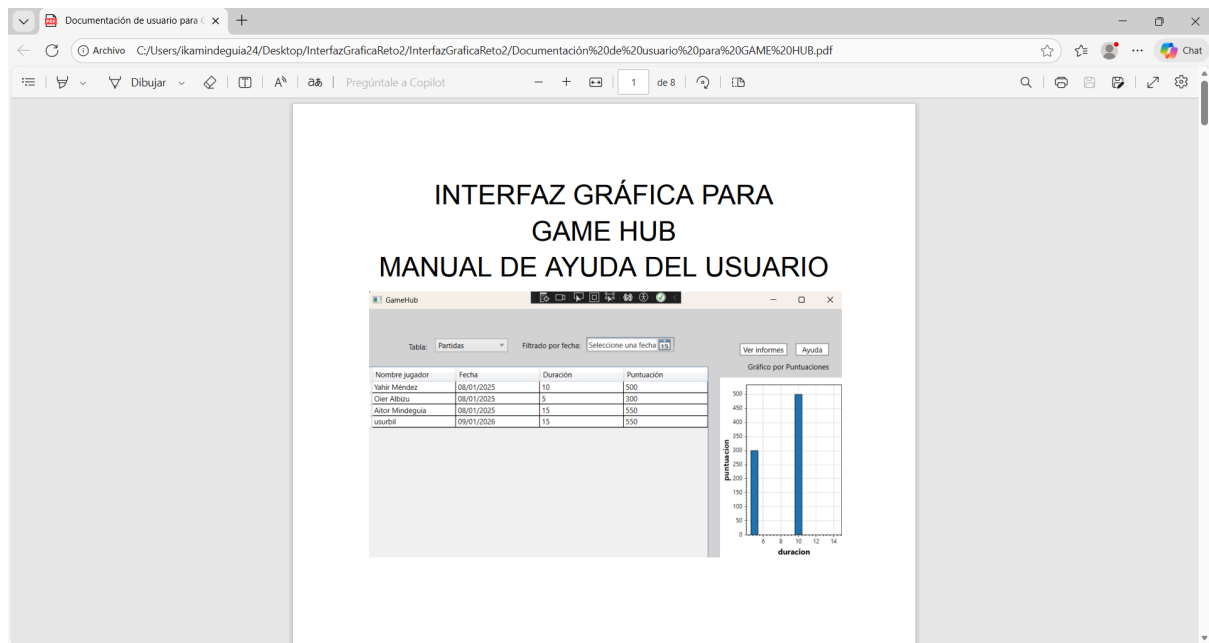 Documentación de usuario para G
Archivo C:/Users/ikamindeguia24/Desktop/InterfazGraficaReto2/InterfazGraficaReto2/Documentación%20de%20usuario%20para%20GAME%20HUB.pdf
Chat
Dibujar
Pregúntale a Copilot
1 de 8
INTERFAZ GRÁFICA PARA
GAME HUB
MANUAL DE AYUDA DEL USUARIO
GameHub
Tabla: Partidas Filtrado por fecha: Seleccione una fecha 15
Ver informes Ayuda
Nombre jugador Fecha Duración Puntuación
Yahir Méndez 08/01/2025 10 500
Oier Albizu 08/01/2025 5 300
Aitor Mindeguia 08/01/2025 15 550
usurbil 09/01/2026 15 550
Gráfico por Puntuaciones
puntuacion
500
450
400
350
300
250
200
150
100
50
0
6 8 10 12 14
duracion